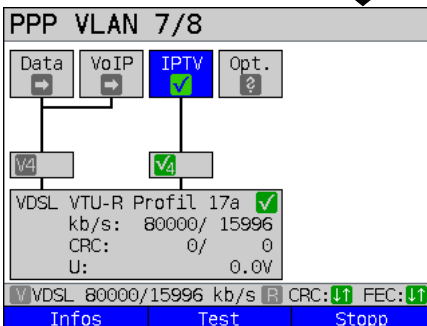 PPP VLAN 7/8
Data VoIP IPTV Opt.
V4 V4
VDSL VTU-R Profil 17a
kb/s: 80000/ 15996
CRC: 0/ 0
U: 0.0V
V VDSL 80000/15996 kb/s R CRC: FEC:
Infos Test Stopp